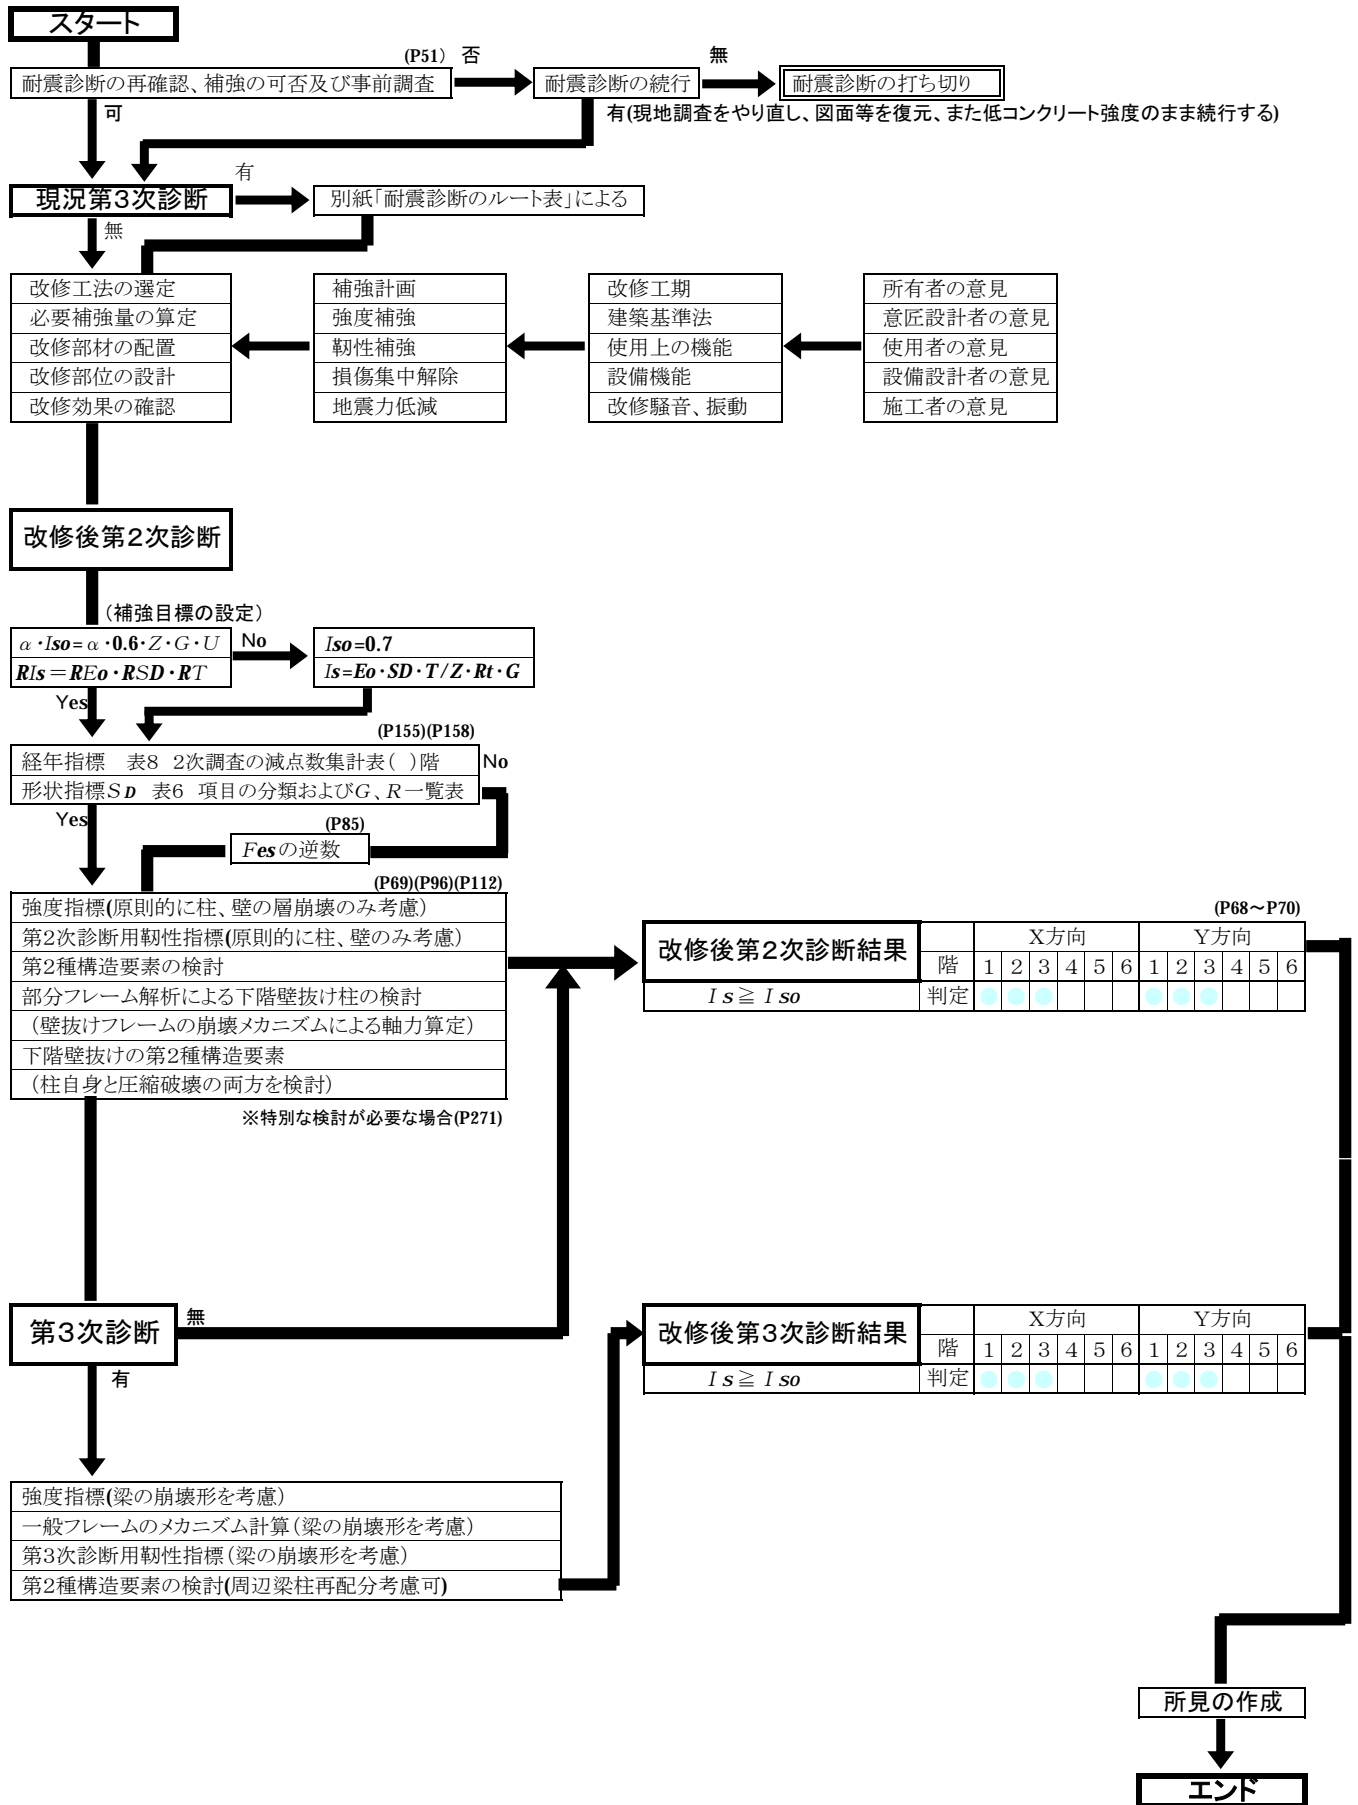 スタート
(P51) 否
無
耐震診断の再確認、補強の可否及び事前調査
耐震診断の続行
耐震診断の打ち切り
可
有(現地調査をやり直し、図面等を復元、また低コンクリート強度のまま続行する)
有
現況第3次診断
別紙「耐震診断のルート表」による
無
改修工法の選定
必要補強量の算定
改修部材の配置
改修部位の設計
改修効果の確認
補強計画
強度補強
靭性補強
損傷集中解除
地震力低減
改修工期
建築基準法
使用上の機能
設備機能
改修騒音、振動
所有者の意見
意匠設計者の意見
使用者の意見
設備設計者の意見
施工者の意見
改修後第2次診断
(補強目標の設定)
α・Iso=α・0.6・Z・G・U
RIs=REo・RSD・RT
No
Iso=0.7
Is=Eo・SD・T/Z・Rt・G
Yes
(P155)(P158)
経年指標 表8 2次調査の減点数集計表( )階
形状指標SD 表6 項目の分類およびG、R一覧表
No
Yes
(P85)
Fesの逆数
(P69)(P96)(P112)
強度指標(原則的に柱、壁の層崩壊のみ考慮)
第2次診断用靭性指標(原則的に柱、壁のみ考慮)
第2種構造要素の検討
部分フレーム解析による下階壁抜け柱の検討
(壁抜けフレームの崩壊メカニズムによる軸力算定)
下階壁抜けの第2種構造要素
(柱自身と圧縮破壊の両方を検討)
※特別な検討が必要な場合(P271)
(P68～P70)
改修後第2次診断結果
X方向 Y方向
階 1 2 3 4 5 6 1 2 3 4 5 6
Is≧Iso 判定 ● ● ● ● ● ●
第3次診断
無
有
改修後第3次診断結果
X方向 Y方向
階 1 2 3 4 5 6 1 2 3 4 5 6
Is≧Iso 判定 ● ● ● ● ● ●
強度指標(梁の崩壊形を考慮)
一般フレームのメカニズム計算(梁の崩壊形を考慮)
第3次診断用靭性指標(梁の崩壊形を考慮)
第2種構造要素の検討(周辺梁柱再配分考慮可)
所見の作成
エンド